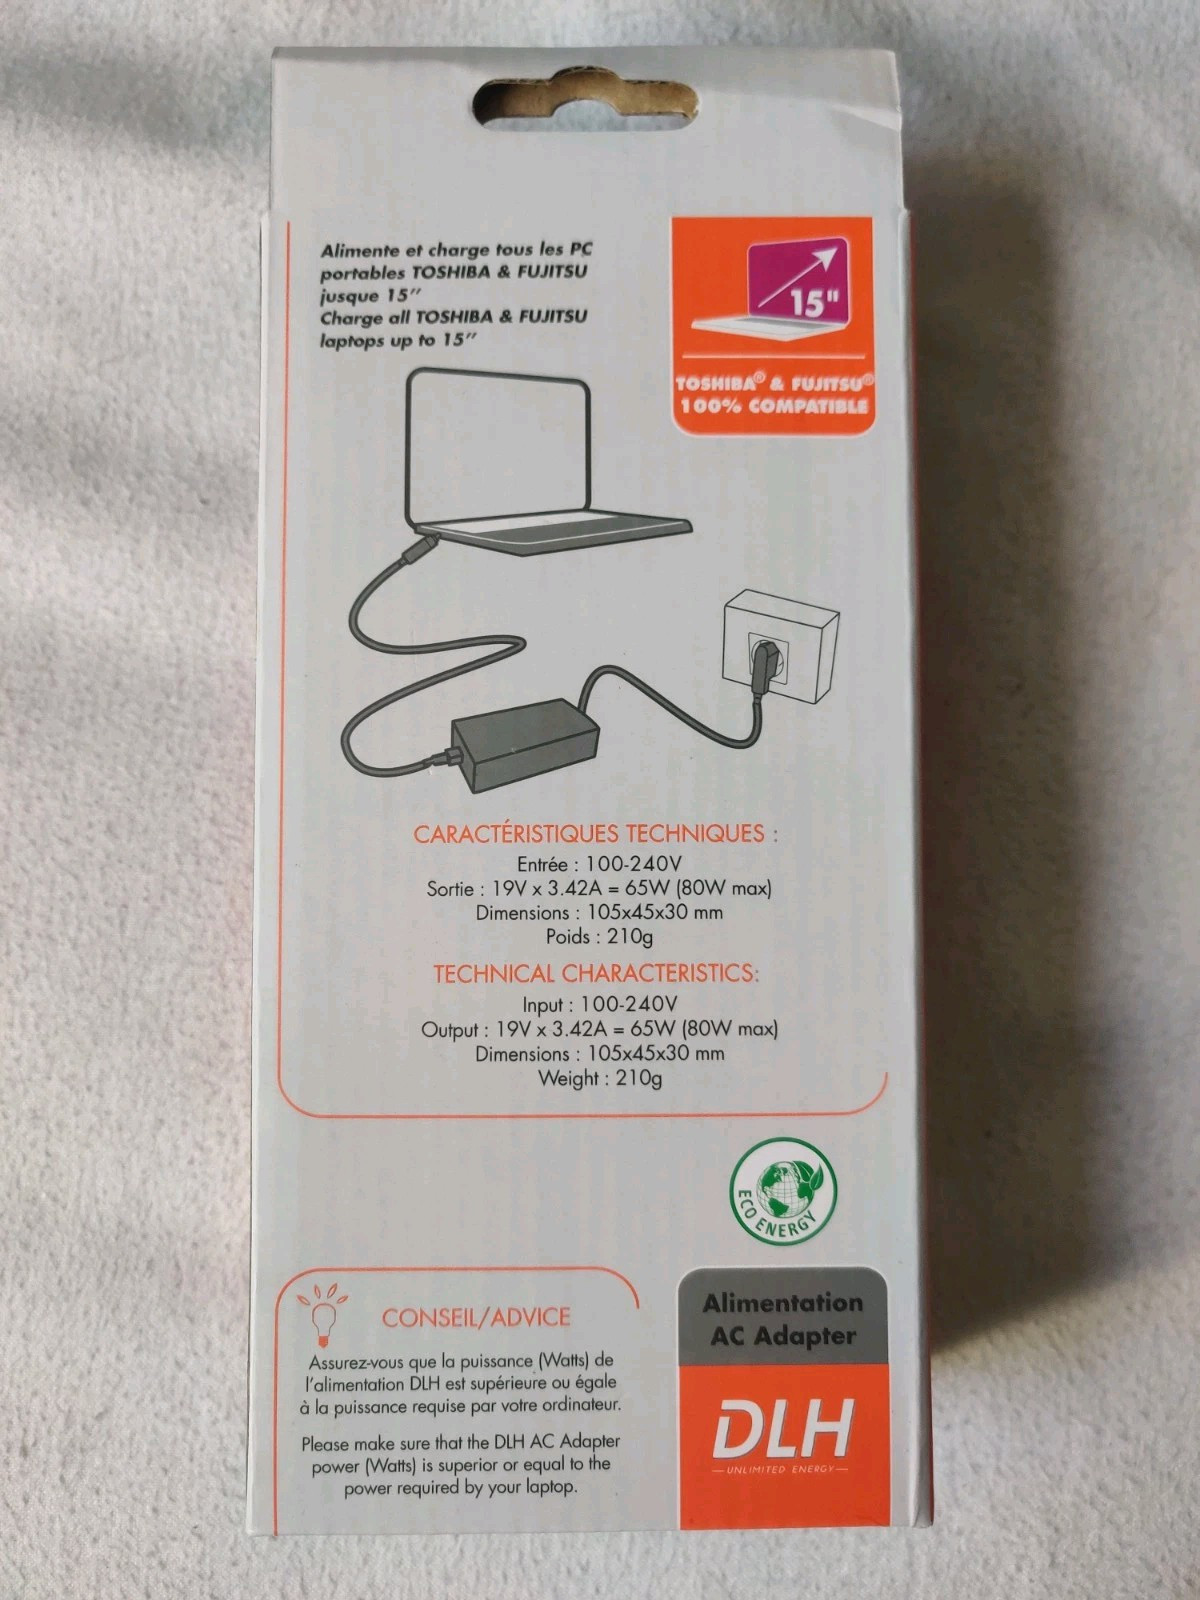 Alimente et charge tous les PC
portables TOSHIBA & FUJITSU
jusque 15’’
Charge all TOSHIBA & FUJITSU
laptops up to 15’’
15"
TOSHIBA® & FUJITSU®
100% COMPATIBLE
CARACTÉRISTIQUES TECHNIQUES :
Entrée : 100-240V
Sortie : 19V x 3.42A = 65W (80W max)
Dimensions : 105x45x30 mm
Poids : 210g
TECHNICAL CHARACTERISTICS:
Input : 100-240V
Output : 19V x 3.42A = 65W (80W max)
Dimensions : 105x45x30 mm
Weight : 210g
ECO ENERGY
CONSEIL/ADVICE
Assurez-vous que la puissance (Watts) de
l’alimentation DLH est supérieure ou égale
à la puissance requise par votre ordinateur.
Please make sure that the DLH AC Adapter
power (Watts) is superior or equal to the
power required by your laptop.
Alimentation
AC Adapter
DLH
UNLIMITED ENERGY